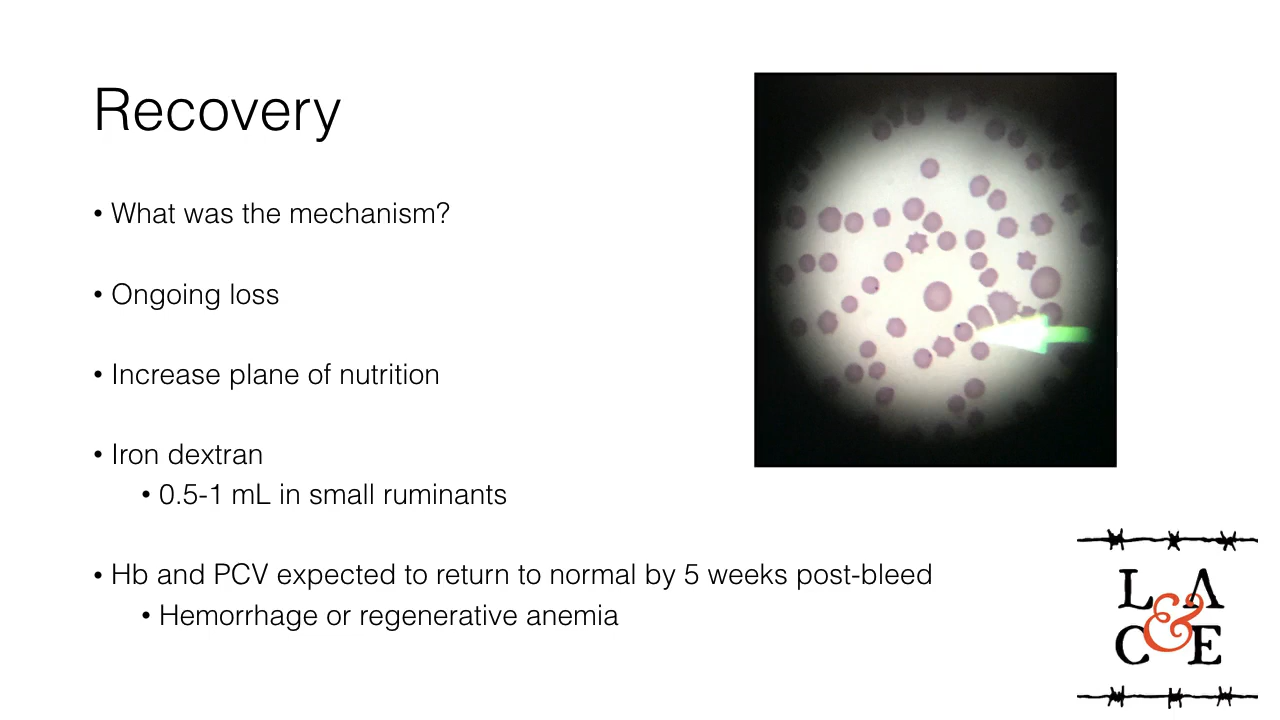 Recovery
• What was the mechanism?
• Ongoing loss
• Increase plane of nutrition
• Iron dextran
• 0.5-1 mL in small ruminants
• Hb and PCV expected to return to normal by 5 weeks post-bleed
• Hemorrhage or regenerative anemia
L A
&
C E